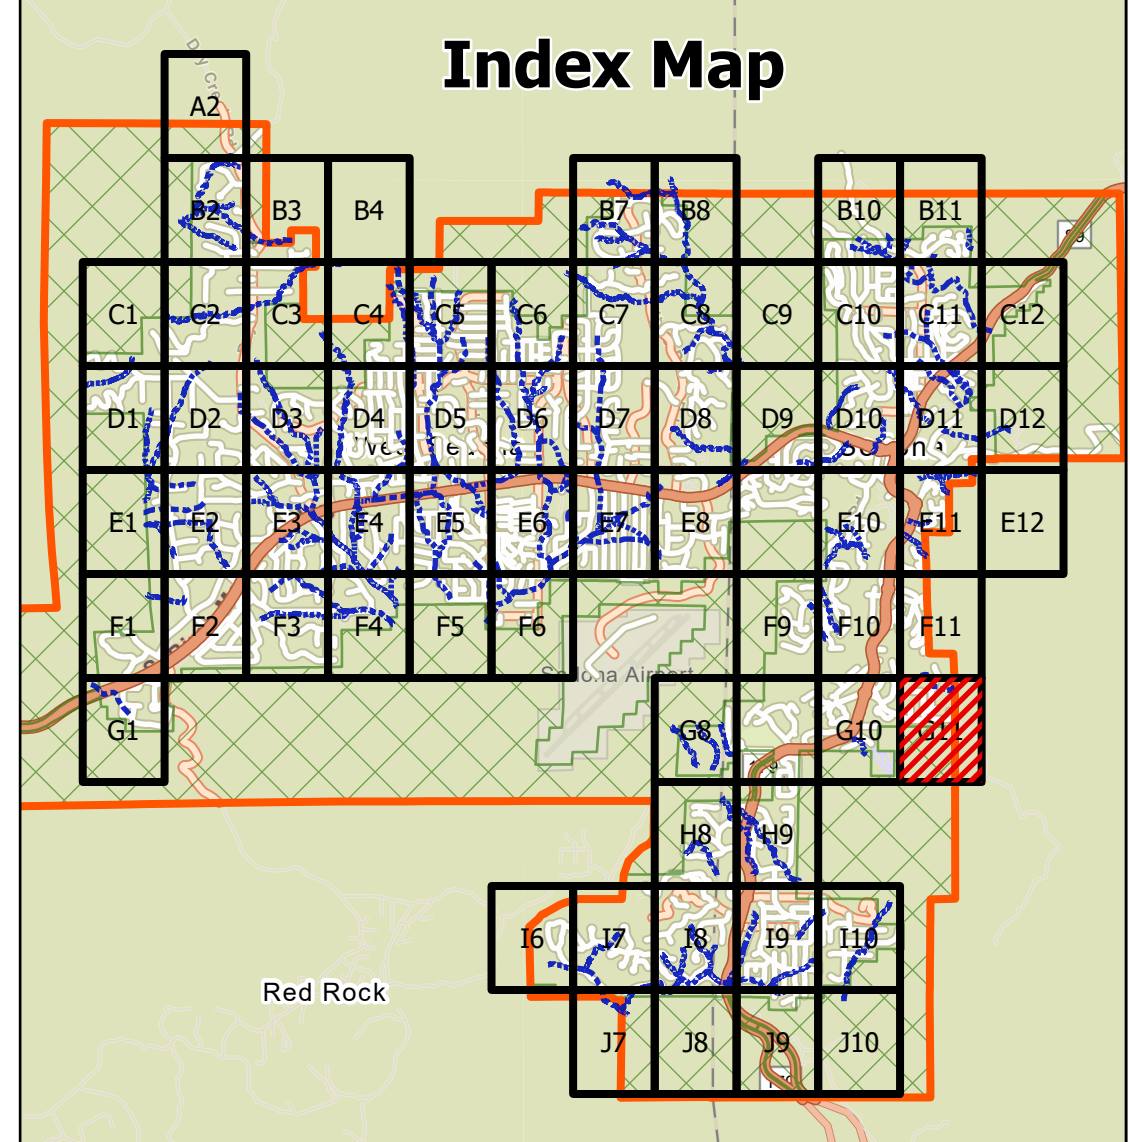 Index Map
A2
B2 B3 B4 B7 B8 B10 B11
C1 C2 C3 C4 C5 C6 C7 C8 C9 C10 C11 C12
D1 D2 D3 D4 D5 D6 D7 D8 D9 D10 D11 D12
E1 E2 E3 E4 E5 E6 E7 E8 E10 E11 E12
F1 F2 F3 F4 F5 F6 F9 F10 F11
Sedona Airport
G1 G8 G10 G11
H8 H9
I6 I7 I8 I9 I10
Red Rock
J7 J8 J9 J10